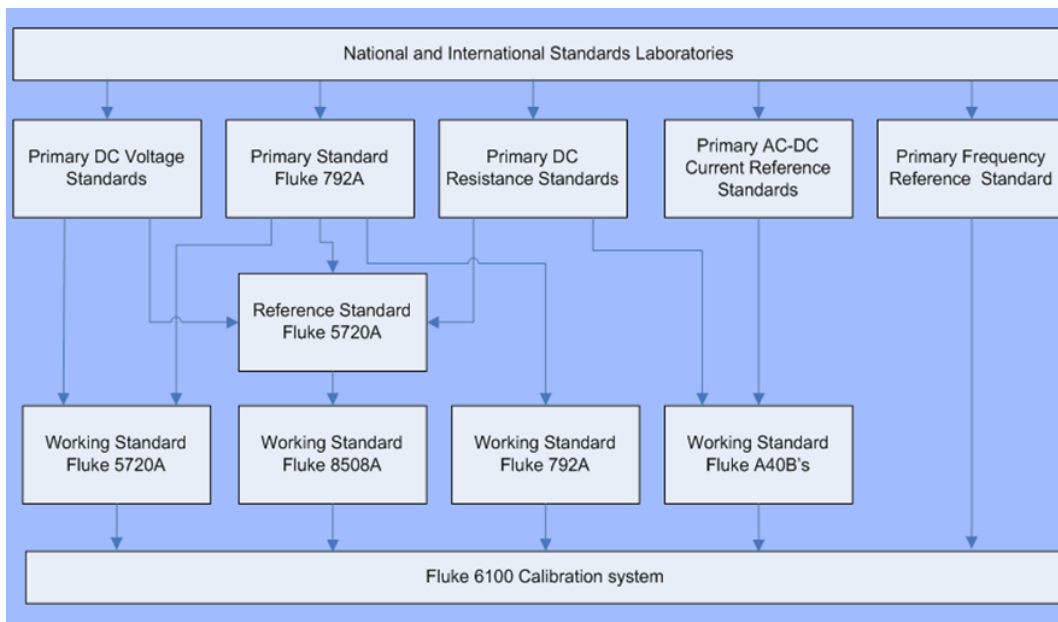 National and International Standards Laboratories
Primary DC Voltage
Standards
Primary Standard
Fluke 792A
Primary DC
Resistance Standards
Primary AC-DC
Current Reference
Standards
Primary Frequency
Reference Standard
Reference Standard
Fluke 5720A
Working Standard
Fluke 5720A
Working Standard
Fluke 8508A
Working Standard
Fluke 792A
Working Standard
Fluke A40B's
Fluke 6100 Calibration system